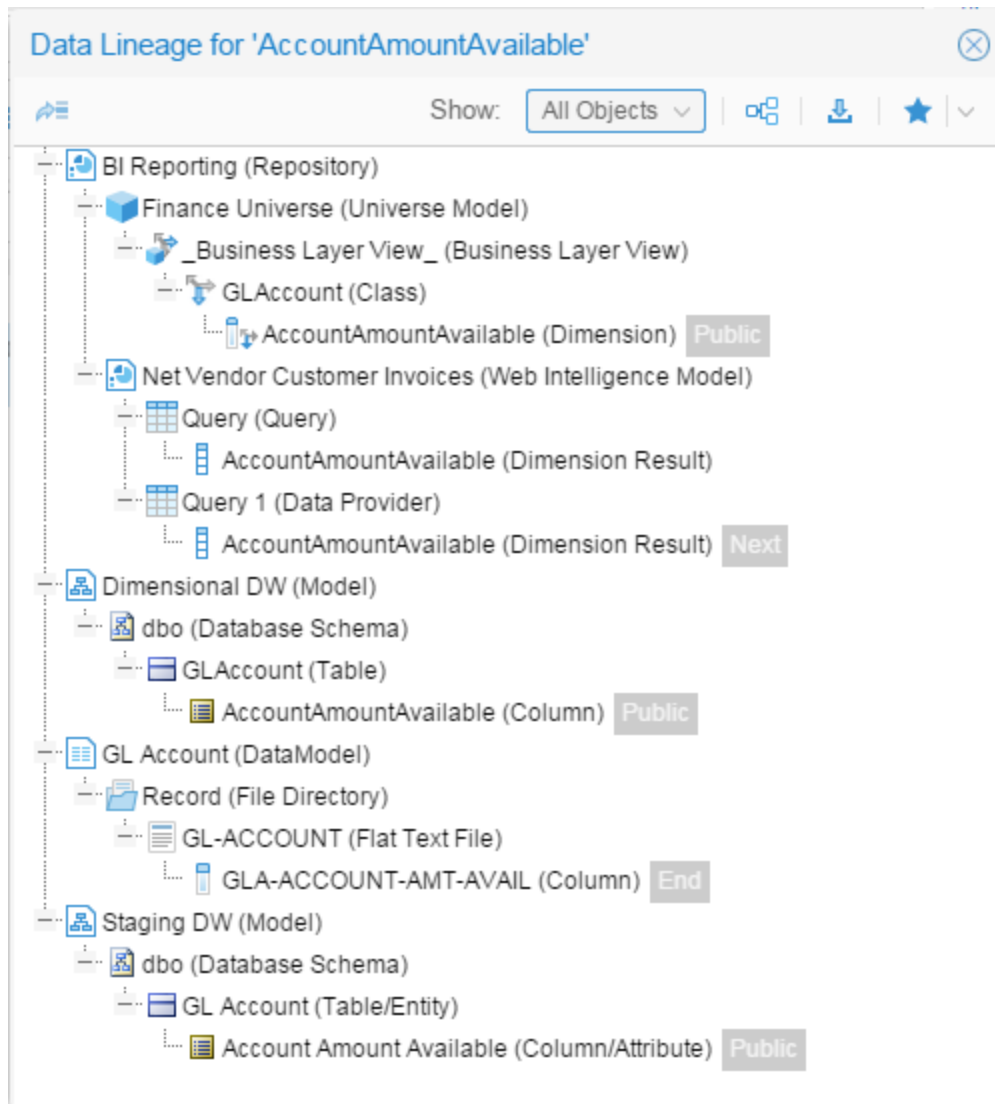 Data Lineage for 'AccountAmountAvailable'
Show: All Objects
BI Reporting (Repository)
Finance Universe (Universe Model)
_Business Layer View_ (Business Layer View)
GLAccount (Class)
AccountAmountAvailable (Dimension) Public
Net Vendor Customer Invoices (Web Intelligence Model)
Query (Query)
AccountAmountAvailable (Dimension Result)
Query 1 (Data Provider)
AccountAmountAvailable (Dimension Result) Next
Dimensional DW (Model)
dbo (Database Schema)
GLAccount (Table)
AccountAmountAvailable (Column) Public
GL Account (DataModel)
Record (File Directory)
GL-ACCOUNT (Flat Text File)
GLA-ACCOUNT-AMT-AVAIL (Column) End
Staging DW (Model)
dbo (Database Schema)
GL Account (Table/Entity)
Account Amount Available (Column/Attribute) Public